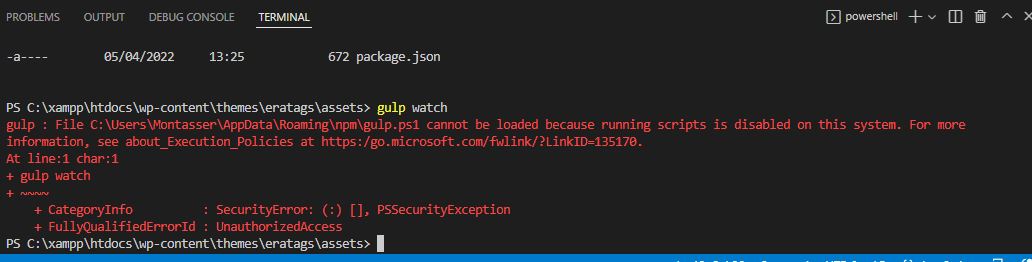 PROBLEMS OUTPUT DEBUG CONSOLE TERMINAL powershell
-a---- 05/04/2022 13:25 672 package.json
PS C:\xampp\htdocs\wp-content\themes\eratags\assets> gulp watch
gulp : File C:\Users\Montasser\AppData\Roaming\npm\gulp.ps1 cannot be loaded because running scripts is disabled on this system. For more
information, see about_Execution_Policies at https:/go.microsoft.com/fwlink/?LinkID=135170.
At line:1 char:1
+ gulp watch
+ ~~~~
+ CategoryInfo : SecurityError: (:) [], PSSecurityException
+ FullyQualifiedErrorId : UnauthorizedAccess
PS C:\xampp\htdocs\wp-content\themes\eratags\assets>